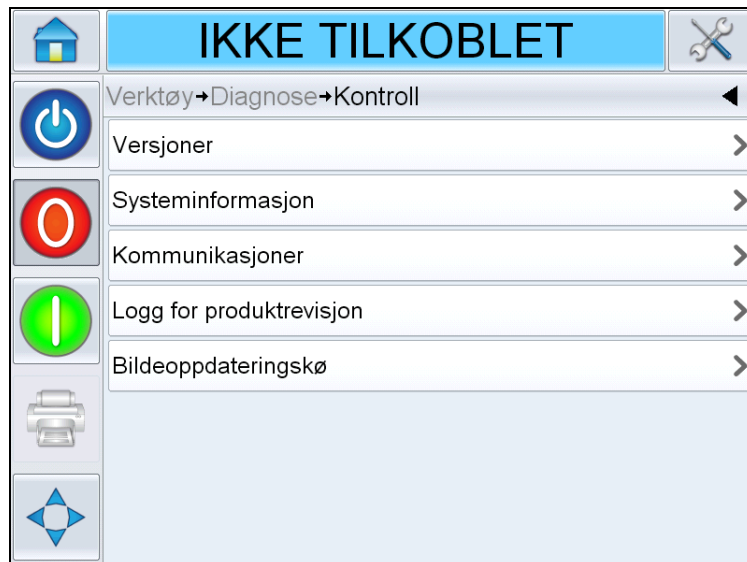 IKKE TILKOBLET
Verktøy→Diagnose→Kontroll
Versjoner
Systeminformasjon
Kommunikasjoner
Logg for produktrevisjon
Bildeoppdateringskø